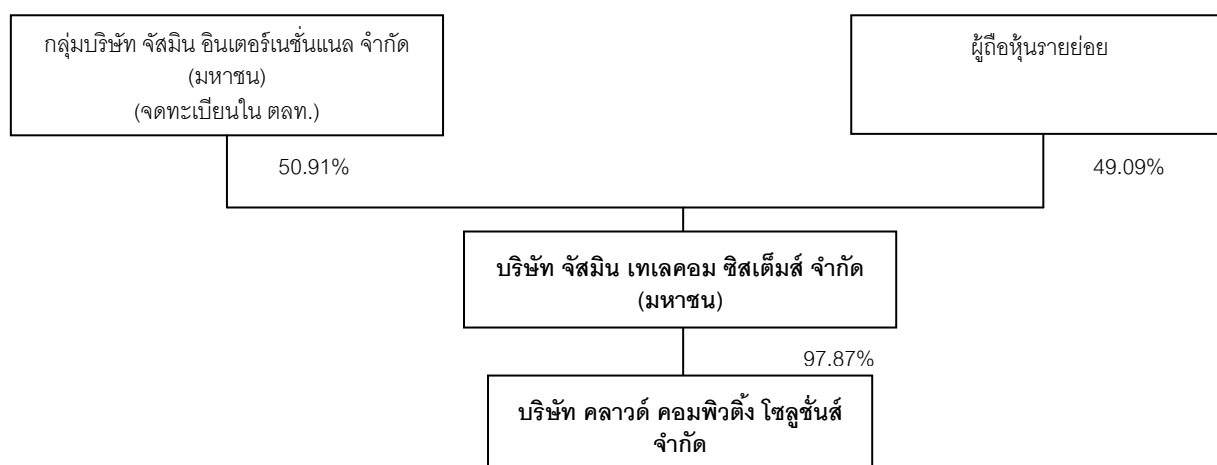 กลุ่มบริษัท จัสมิน อินเตอร์เนชั่นแนล จำกัด
(มหาชน)
(จดทะเบียนใน ตลท.)
ผู้ถือหุ้นรายย่อย
50.91%
49.09%
บริษัท จัสมิน เทเลคอม ซิสเต็มส์ จำกัด
(มหาชน)
97.87%
บริษัท คลาวด์ คอมพิวติ้ง โซลูชั่นส์
จำกัด